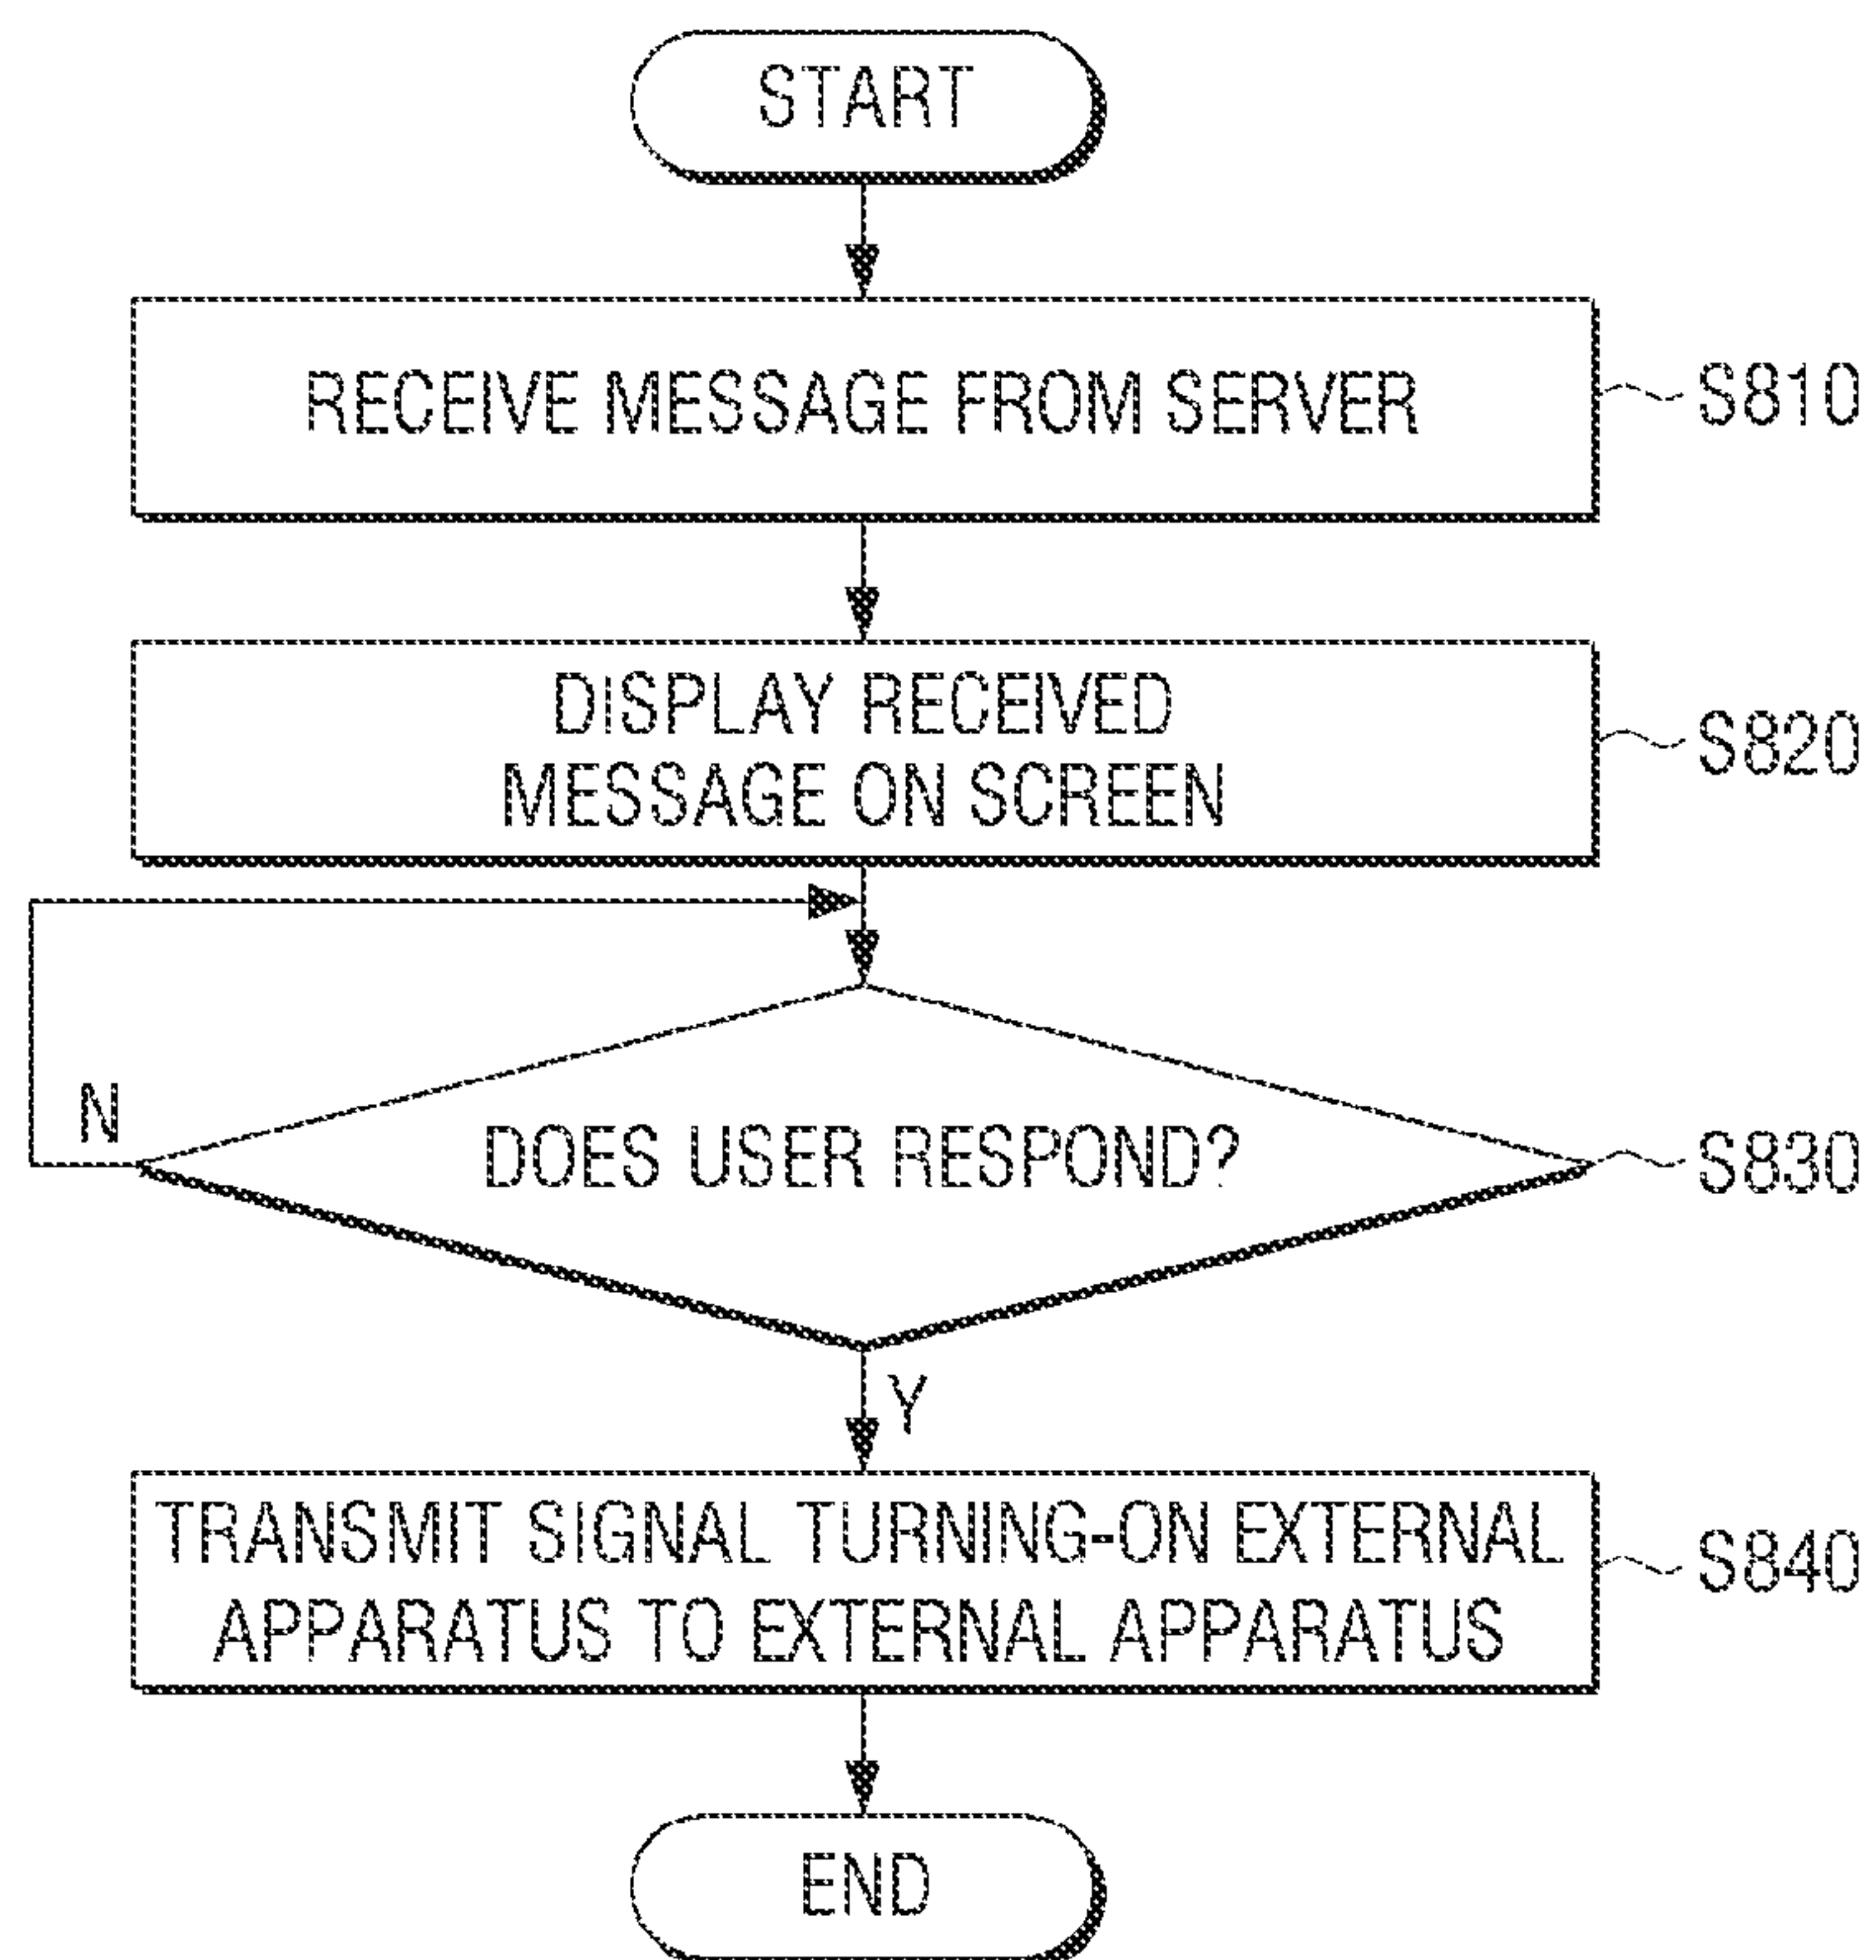 START
RECEIVE MESSAGE FROM SERVER
S810
DISPLAY RECEIVED
MESSAGE ON SCREEN
S820
N
DOES USER RESPOND?
S830
Y
TRANSMIT SIGNAL TURNING-ON EXTERNAL
APPARATUS TO EXTERNAL APPARATUS
S840
END